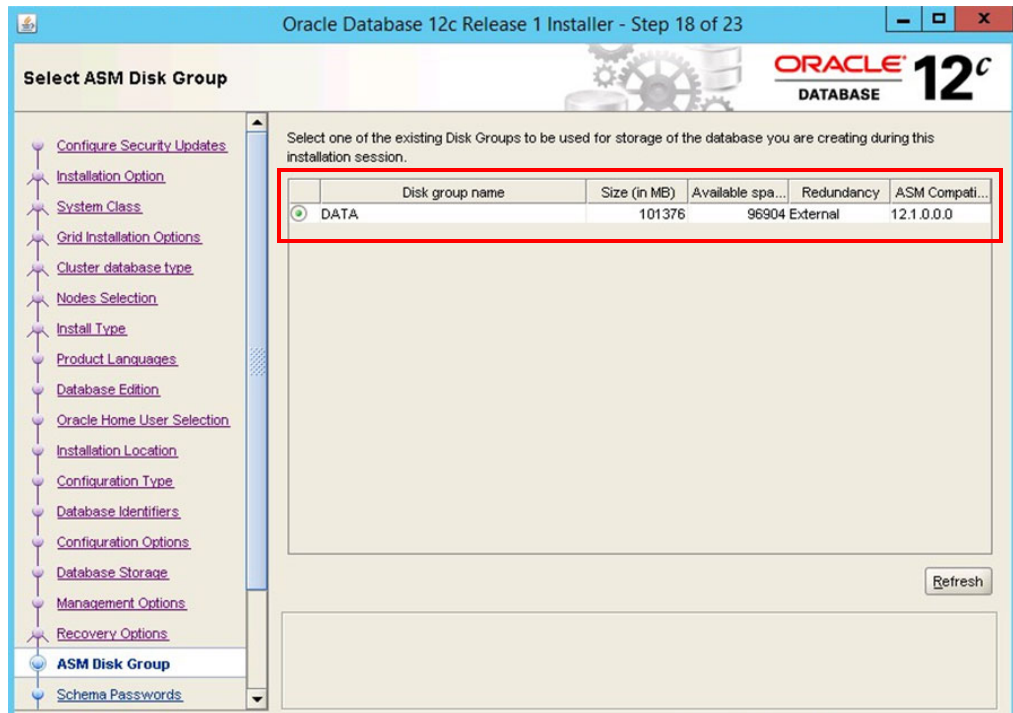 Oracle Database 12c Release 1 Installer - Step 18 of 23
Select ASM Disk Group
ORACLE DATABASE 12c
Configure Security Updates
Installation Option
System Class
Grid Installation Options
Cluster database type
Nodes Selection
Install Type
Product Languages
Database Edition
Oracle Home User Selection
Installation Location
Configuration Type
Database Identifiers
Configuration Options
Database Storage
Management Options
Recovery Options
ASM Disk Group
Schema Passwords
Select one of the existing Disk Groups to be used for storage of the database you are creating during this
installation session.
Disk group name Size (in MB) Available spa... Redundancy ASM Compati...
DATA 101376 96904 External 12.1.0.0.0
Refresh